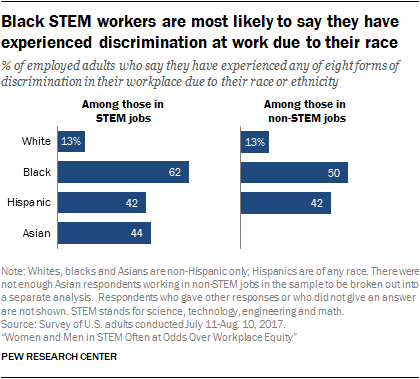 Black STEM workers are most likely to say they have
experienced discrimination at work due to their race
% of employed adults who say they have experienced any of eight forms of
discrimination in their workplace due to their race or ethnicity
Among those in
STEM jobs
Among those in
non-STEM jobs
White 13% 13%
Black 62 50
Hispanic 42 42
Asian 44
Note: Whites, blacks and Asians are non-Hispanic only; Hispanics are of any race. There were
not enough Asian respondents working in non-STEM jobs in the sample to be broken out into
a separate analysis. Respondents who gave other responses or who did not give an answer
are not shown. STEM stands for science, technology, engineering and math.
Source: Survey of U.S. adults conducted July 11-Aug. 10, 2017.
“Women and Men in STEM Often at Odds Over Workplace Equity”
PEW RESEARCH CENTER